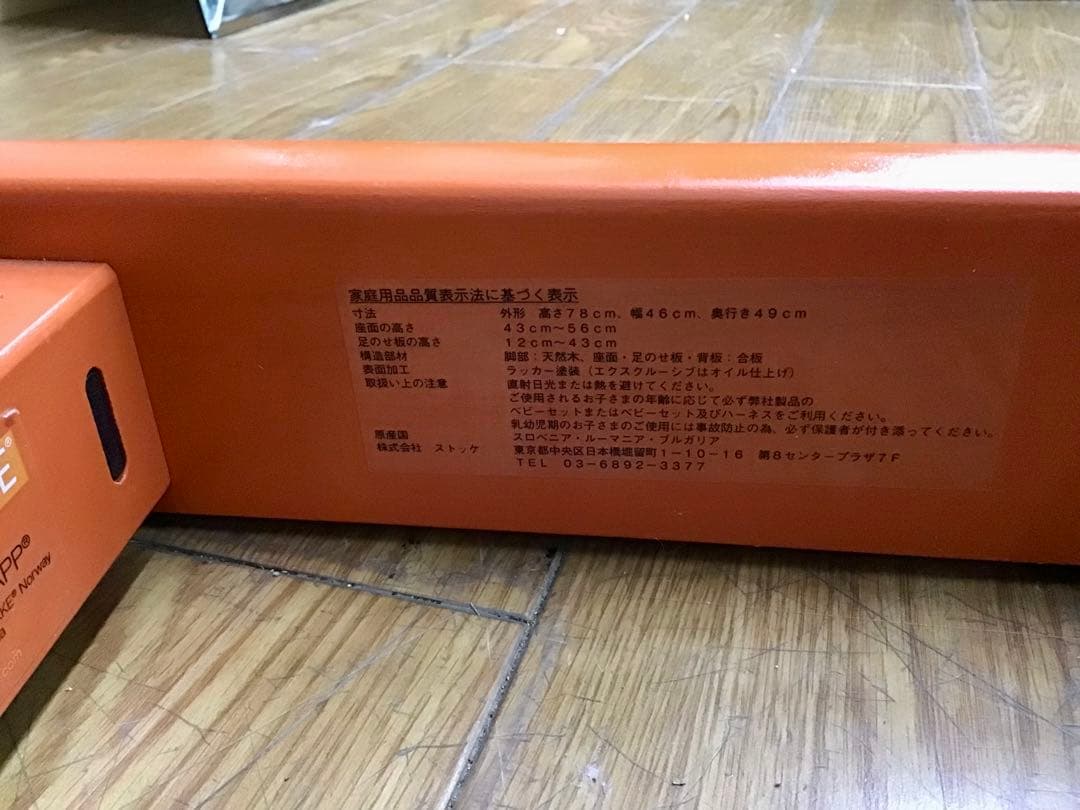 家庭用品品質表示法に基づく表示
寸法 外形 高さ78cm、幅46cm、奥行き49cm
座面の高さ 43cm～56cm
足のせ板の高さ 12cm～43cm
構造部材 脚部：天然木、座面・足のせ板・背板：合板
表面加工 ラッカー塗装（エクスクルーシブはオイル仕上げ）
取扱い上の注意 直射日光または熱を避けてください。
ご使用されるお子さまの年齢に応じて必ず弊社製品の
ベビーセットまたはベビーセット及びハーネスをご利用ください。
乳幼児期のお子さまのご使用には事故防止の為、必ず保護者が付き添ってください。
原産国 スロベニア・ルーマニア・ブルガリア
株式会社 ストッケ 東京都中央区日本橋堀留町1－10－16 第8センタープラザ7F
TEL 03－6892－3377
E
APP®
KE® Norway
com